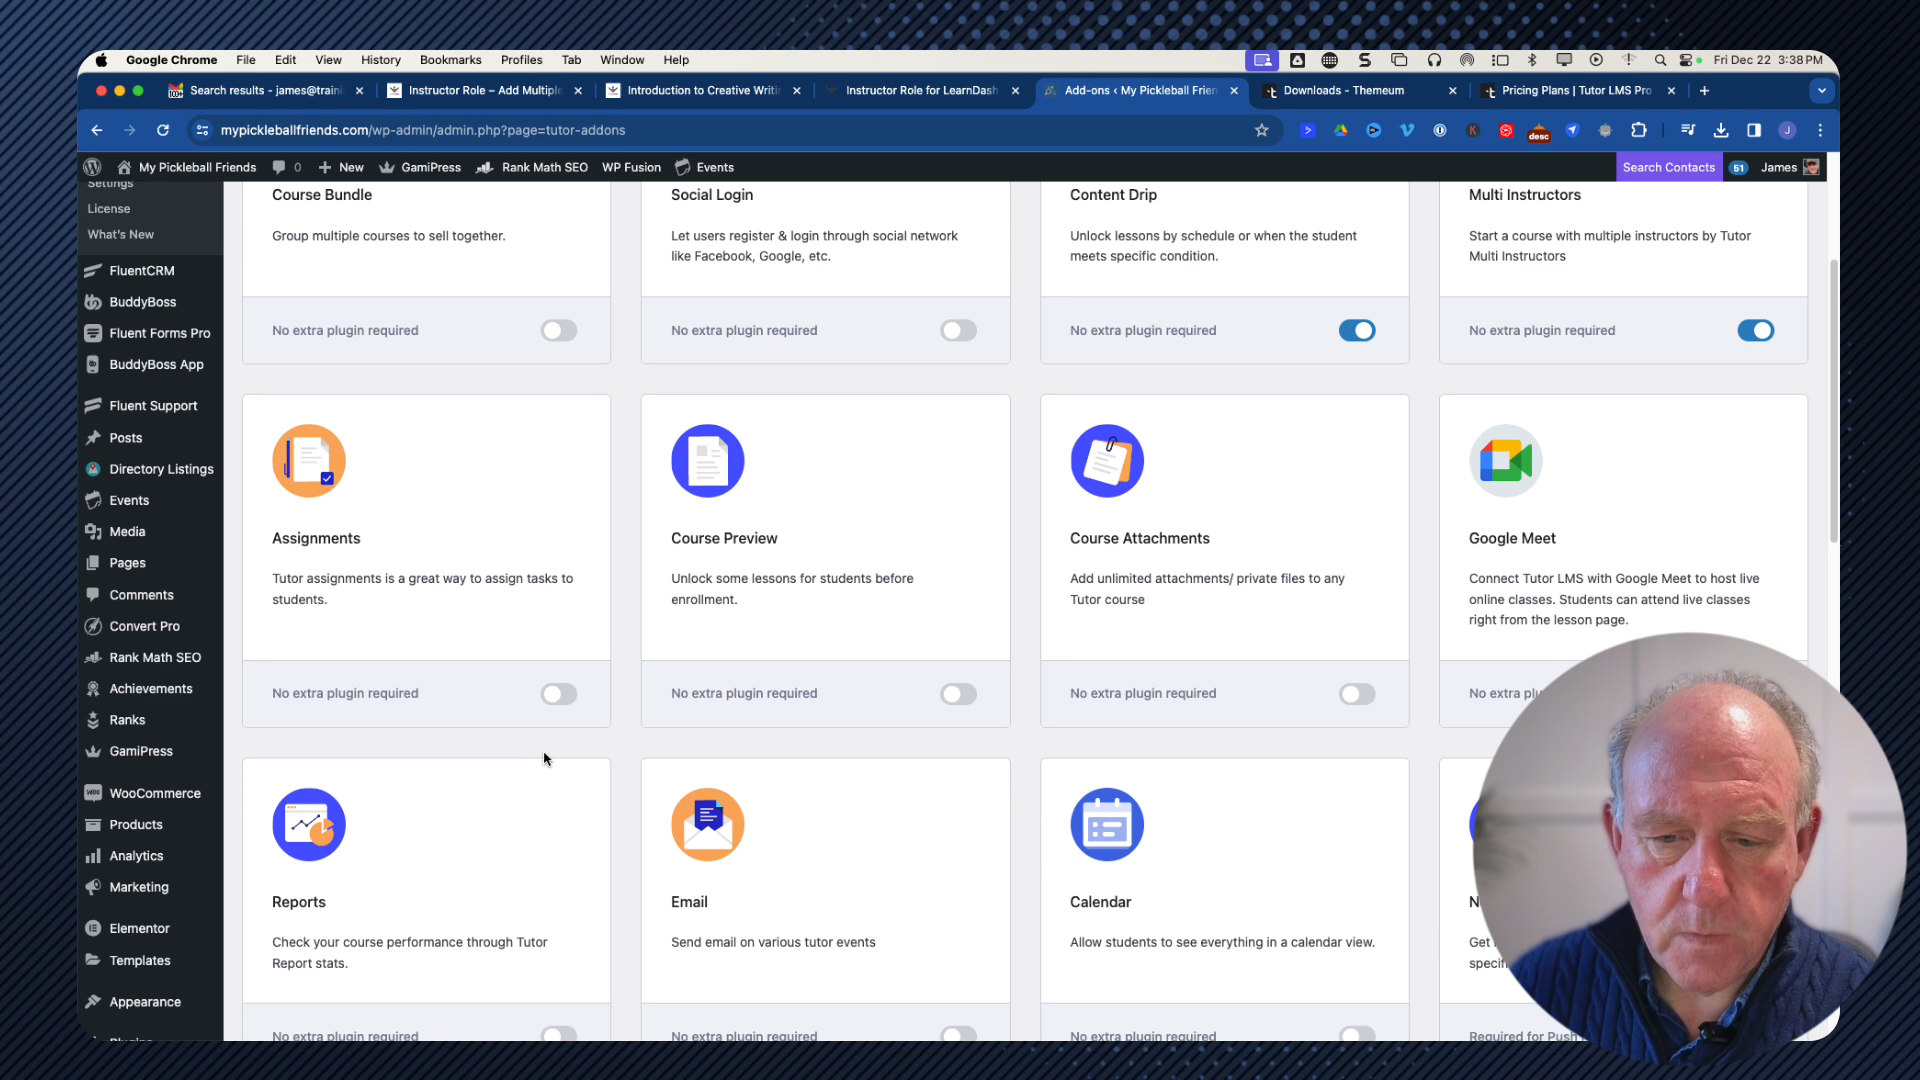 Google Chrome File Edit View History Bookmarks Profiles Tab Window Help Fri Dec 22 3:38 PM
100+ Search results - james@traini Instructor Role – Add Multiple Introduction to Creative Writi Instructor Role for LearnDash Add-ons ‹ My Pickleball Frien Downloads - Themeum Pricing Plans | Tutor LMS Pro
mypickleballfriends.com/wp-admin/admin.php?page=tutor-addons desc J
My Pickleball Friends 0 New GamiPress Rank Math SEO WP Fusion Events Search Contacts 51 James
Settings
License
What's New
FluentCRM
BuddyBoss
Fluent Forms Pro
BuddyBoss App
Fluent Support
Posts
Directory Listings
Events
Media
Pages
Comments
Convert Pro
Rank Math SEO
Achievements
Ranks
GamiPress
WooCommerce
Products
Analytics
Marketing
Elementor
Templates
Appearance
Course Bundle
Group multiple courses to sell together.
No extra plugin required
Social Login
Let users register & login through social network
like Facebook, Google, etc.
No extra plugin required
Content Drip
Unlock lessons by schedule or when the student
meets specific condition.
No extra plugin required
Multi Instructors
Start a course with multiple instructors by Tutor
Multi Instructors
No extra plugin required
Assignments
Tutor assignments is a great way to assign tasks to
students.
No extra plugin required
Course Preview
Unlock some lessons for students before
enrollment.
No extra plugin required
Course Attachments
Add unlimited attachments/ private files to any
Tutor course
No extra plugin required
Google Meet
Connect Tutor LMS with Google Meet to host live
online classes. Students can attend live classes
right from the lesson page.
No extra plu
Reports
Check your course performance through Tutor
Report stats.
No extra plugin required
Email
Send email on various tutor events
No extra plugin required
Calendar
Allow students to see everything in a calendar view.
No extra plugin required
Get
specifi
Required for Push